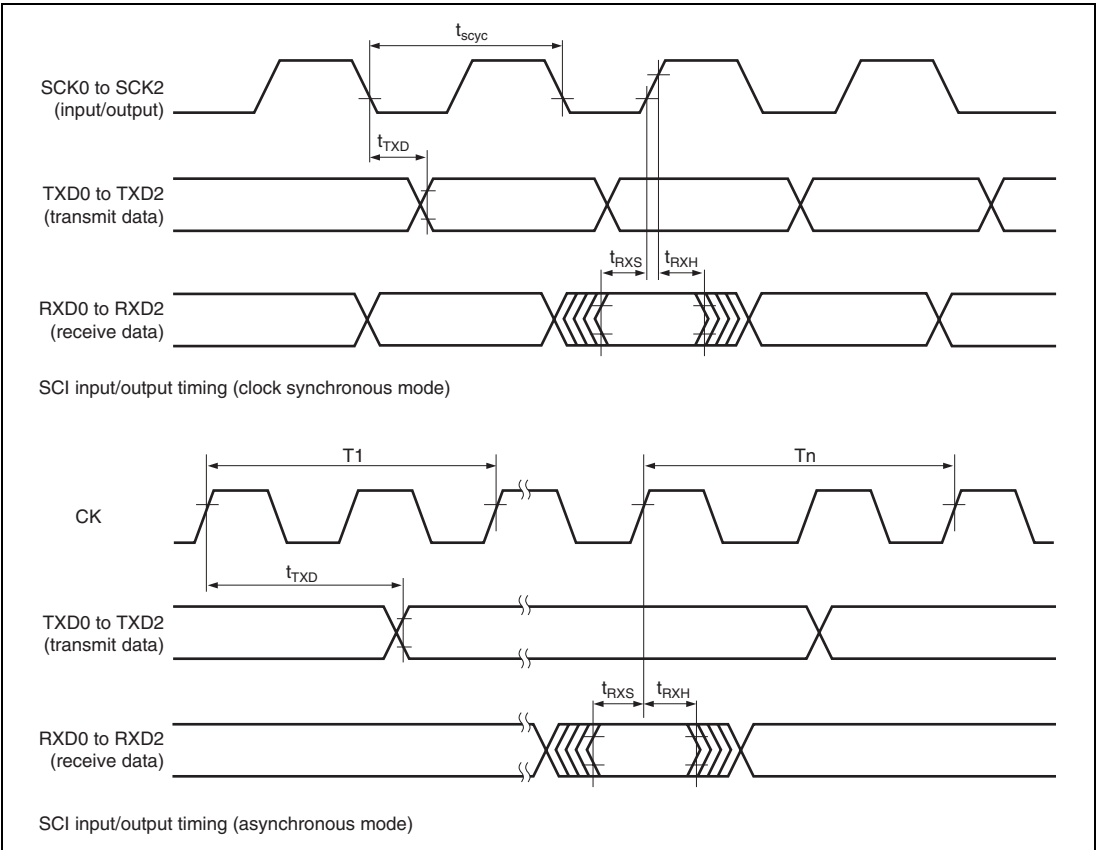 tscyc
SCK0 to SCK2
(input/output)
tTXD
TXD0 to TXD2
(transmit data)
tRXS tRXH
RXD0 to RXD2
(receive data)
SCI input/output timing (clock synchronous mode)
T1 Tn
CK
tTXD
TXD0 to TXD2
(transmit data)
tRXS tRXH
RXD0 to RXD2
(receive data)
SCI input/output timing (asynchronous mode)